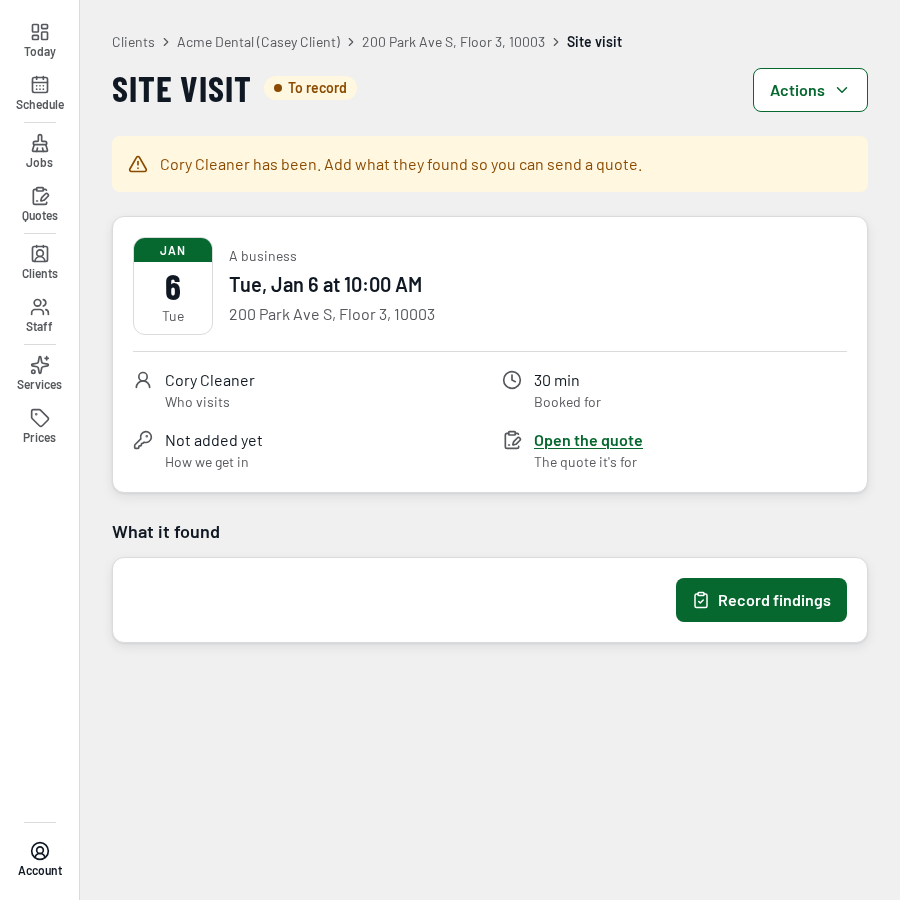 Clients > Acme Dental (Casey Client) > 200 Park Ave S, Floor 3, 10003 > Site visit
SITE VISIT
To record
Actions
Cory Cleaner has been. Add what they found so you can send a quote.
JAN
6
Tue
A business
Tue, Jan 6 at 10:00 AM
200 Park Ave S, Floor 3, 10003
Cory Cleaner
Who visits
30 min
Booked for
Not added yet
How we get in
Open the quote
The quote it's for
What it found
Record findings
Today
Schedule
Jobs
Quotes
Clients
Staff
Services
Prices
Account